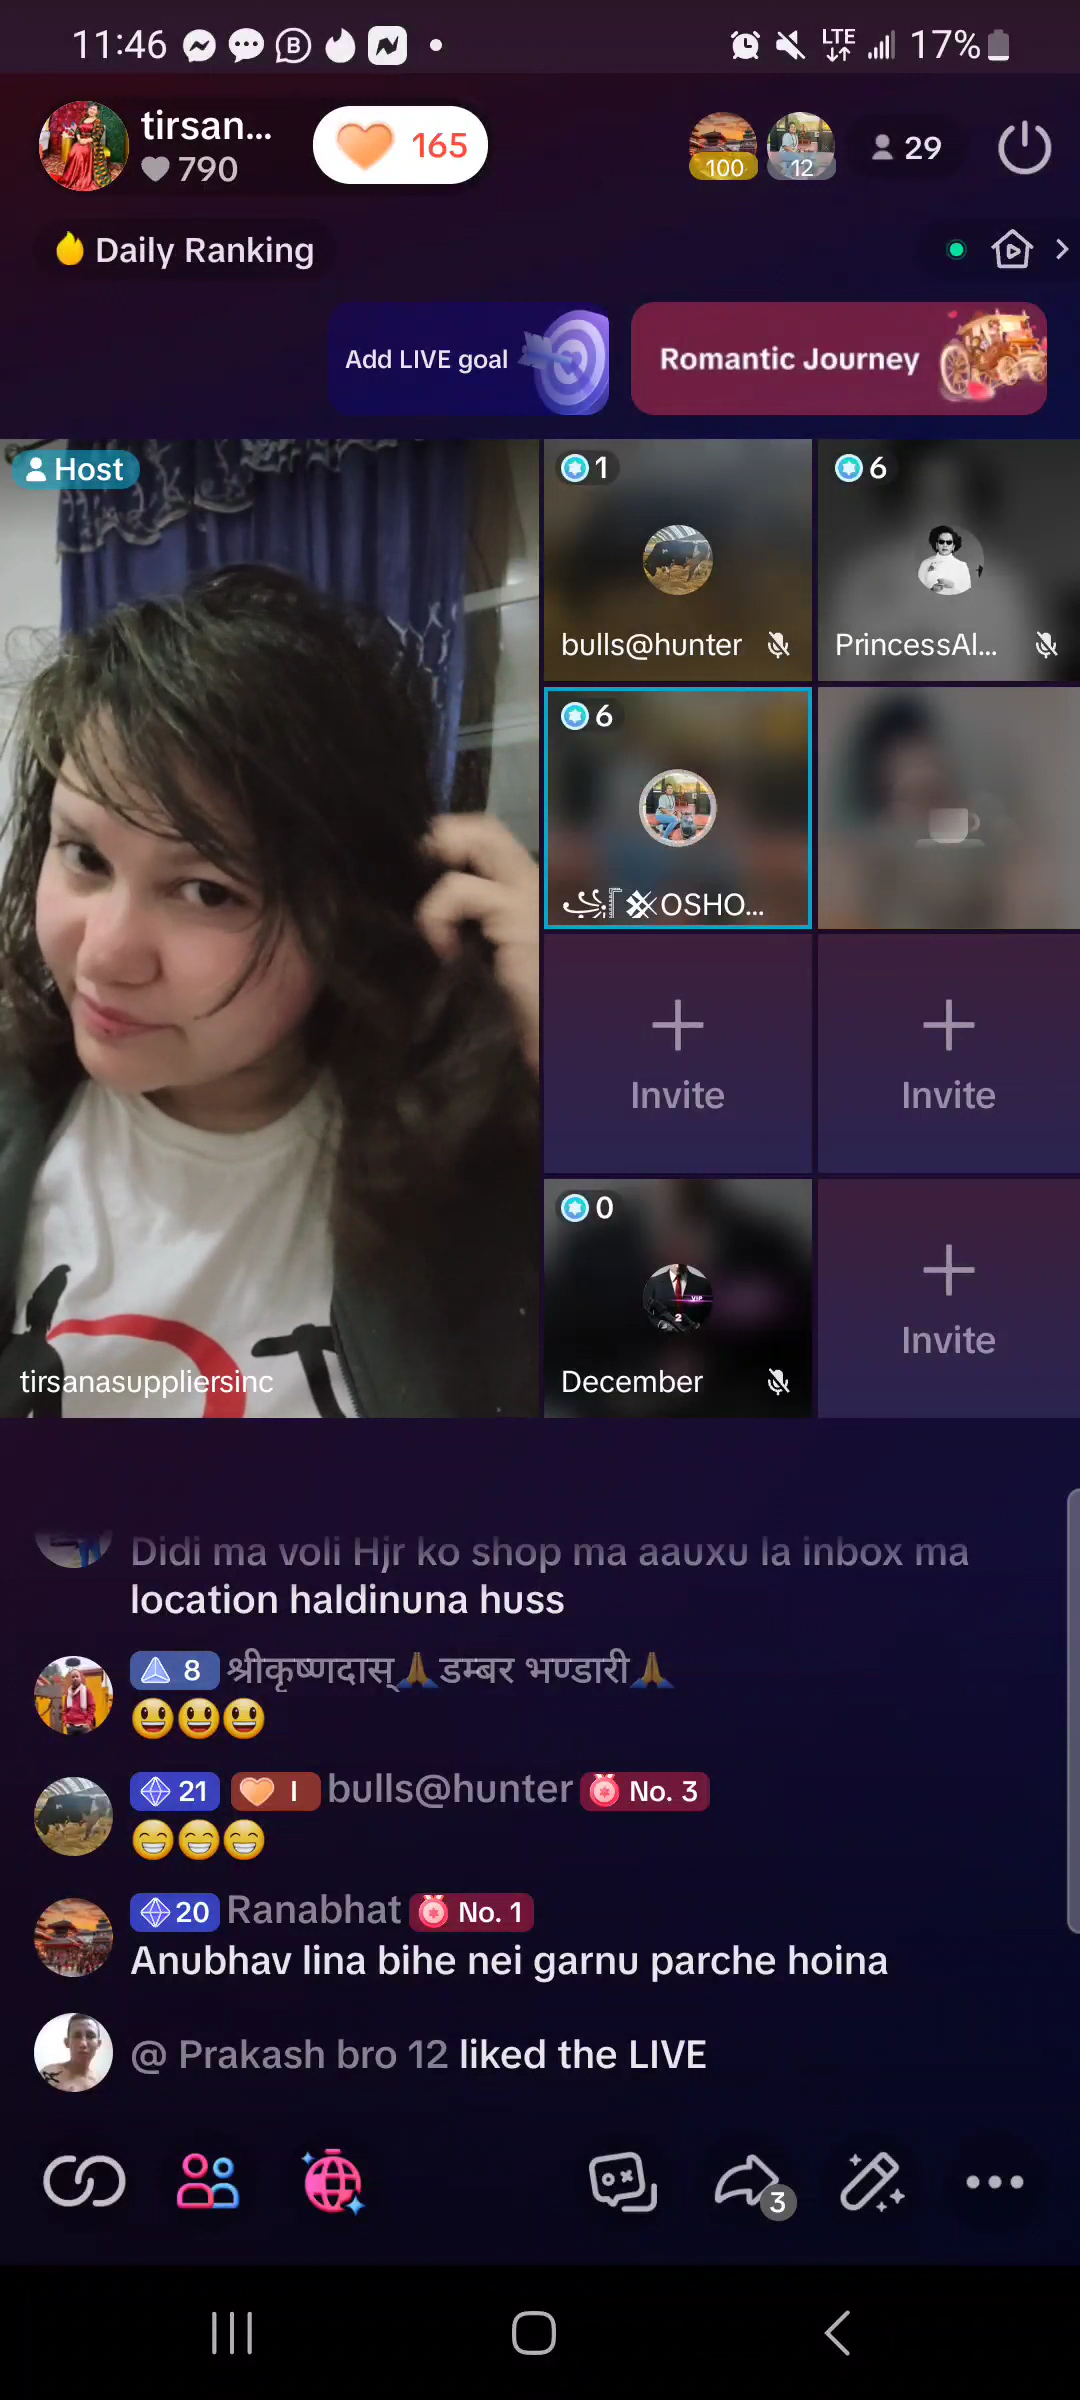 11:46
LTE
17%
tirsan...
790
165
100
12
29
Daily Ranking
Add LIVE goal
Romantic Journey
Host
1
6
bulls@hunter
PrincessAl...
6
OSHO...
Invite
Invite
0
VIP
2
December
Invite
tirsanasuppliersinc
Didi ma voli Hjr ko shop ma aauxu la inbox ma
location haldinuna huss
8 श्रीकृष्णदास्🙏डम्बर भण्डारी🙏
😃😃😃
21 I bulls@hunter No. 3
😁😁😁
20 Ranabhat No. 1
Anubhav lina bihe nei garnu parche hoina
@ Prakash bro 12 liked the LIVE
3